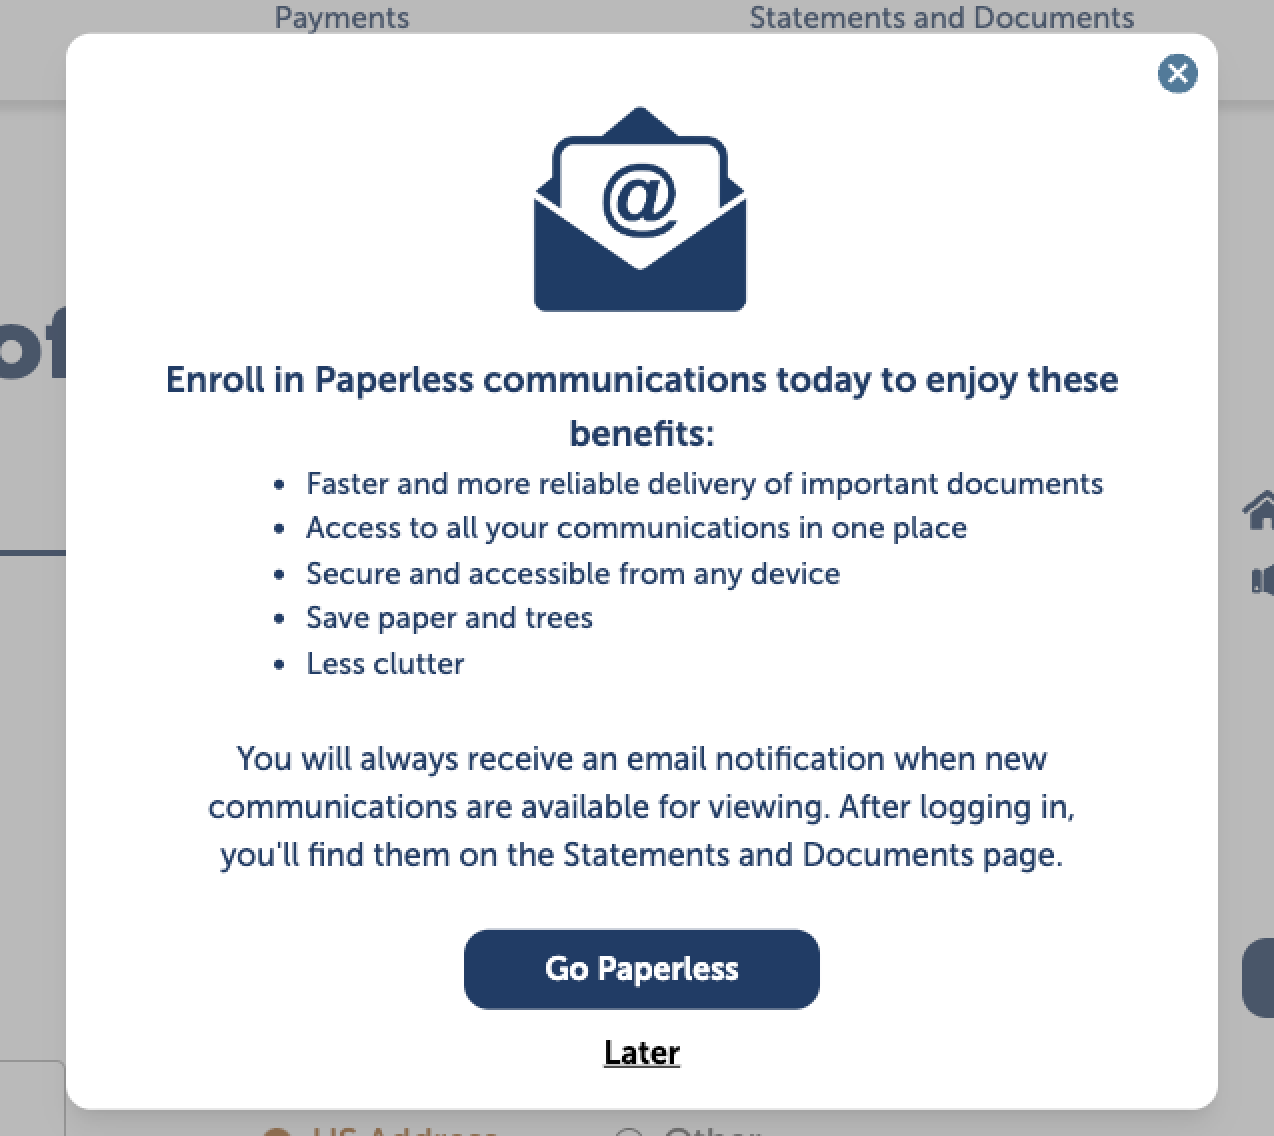 Payments
Statements and Documents
of
@
Enroll in Paperless communications today to enjoy these
benefits:
• Faster and more reliable delivery of important documents
• Access to all your communications in one place
• Secure and accessible from any device
• Save paper and trees
• Less clutter
You will always receive an email notification when new
communications are available for viewing. After logging in,
you'll find them on the Statements and Documents page.
Go Paperless
Later
US Address
Other